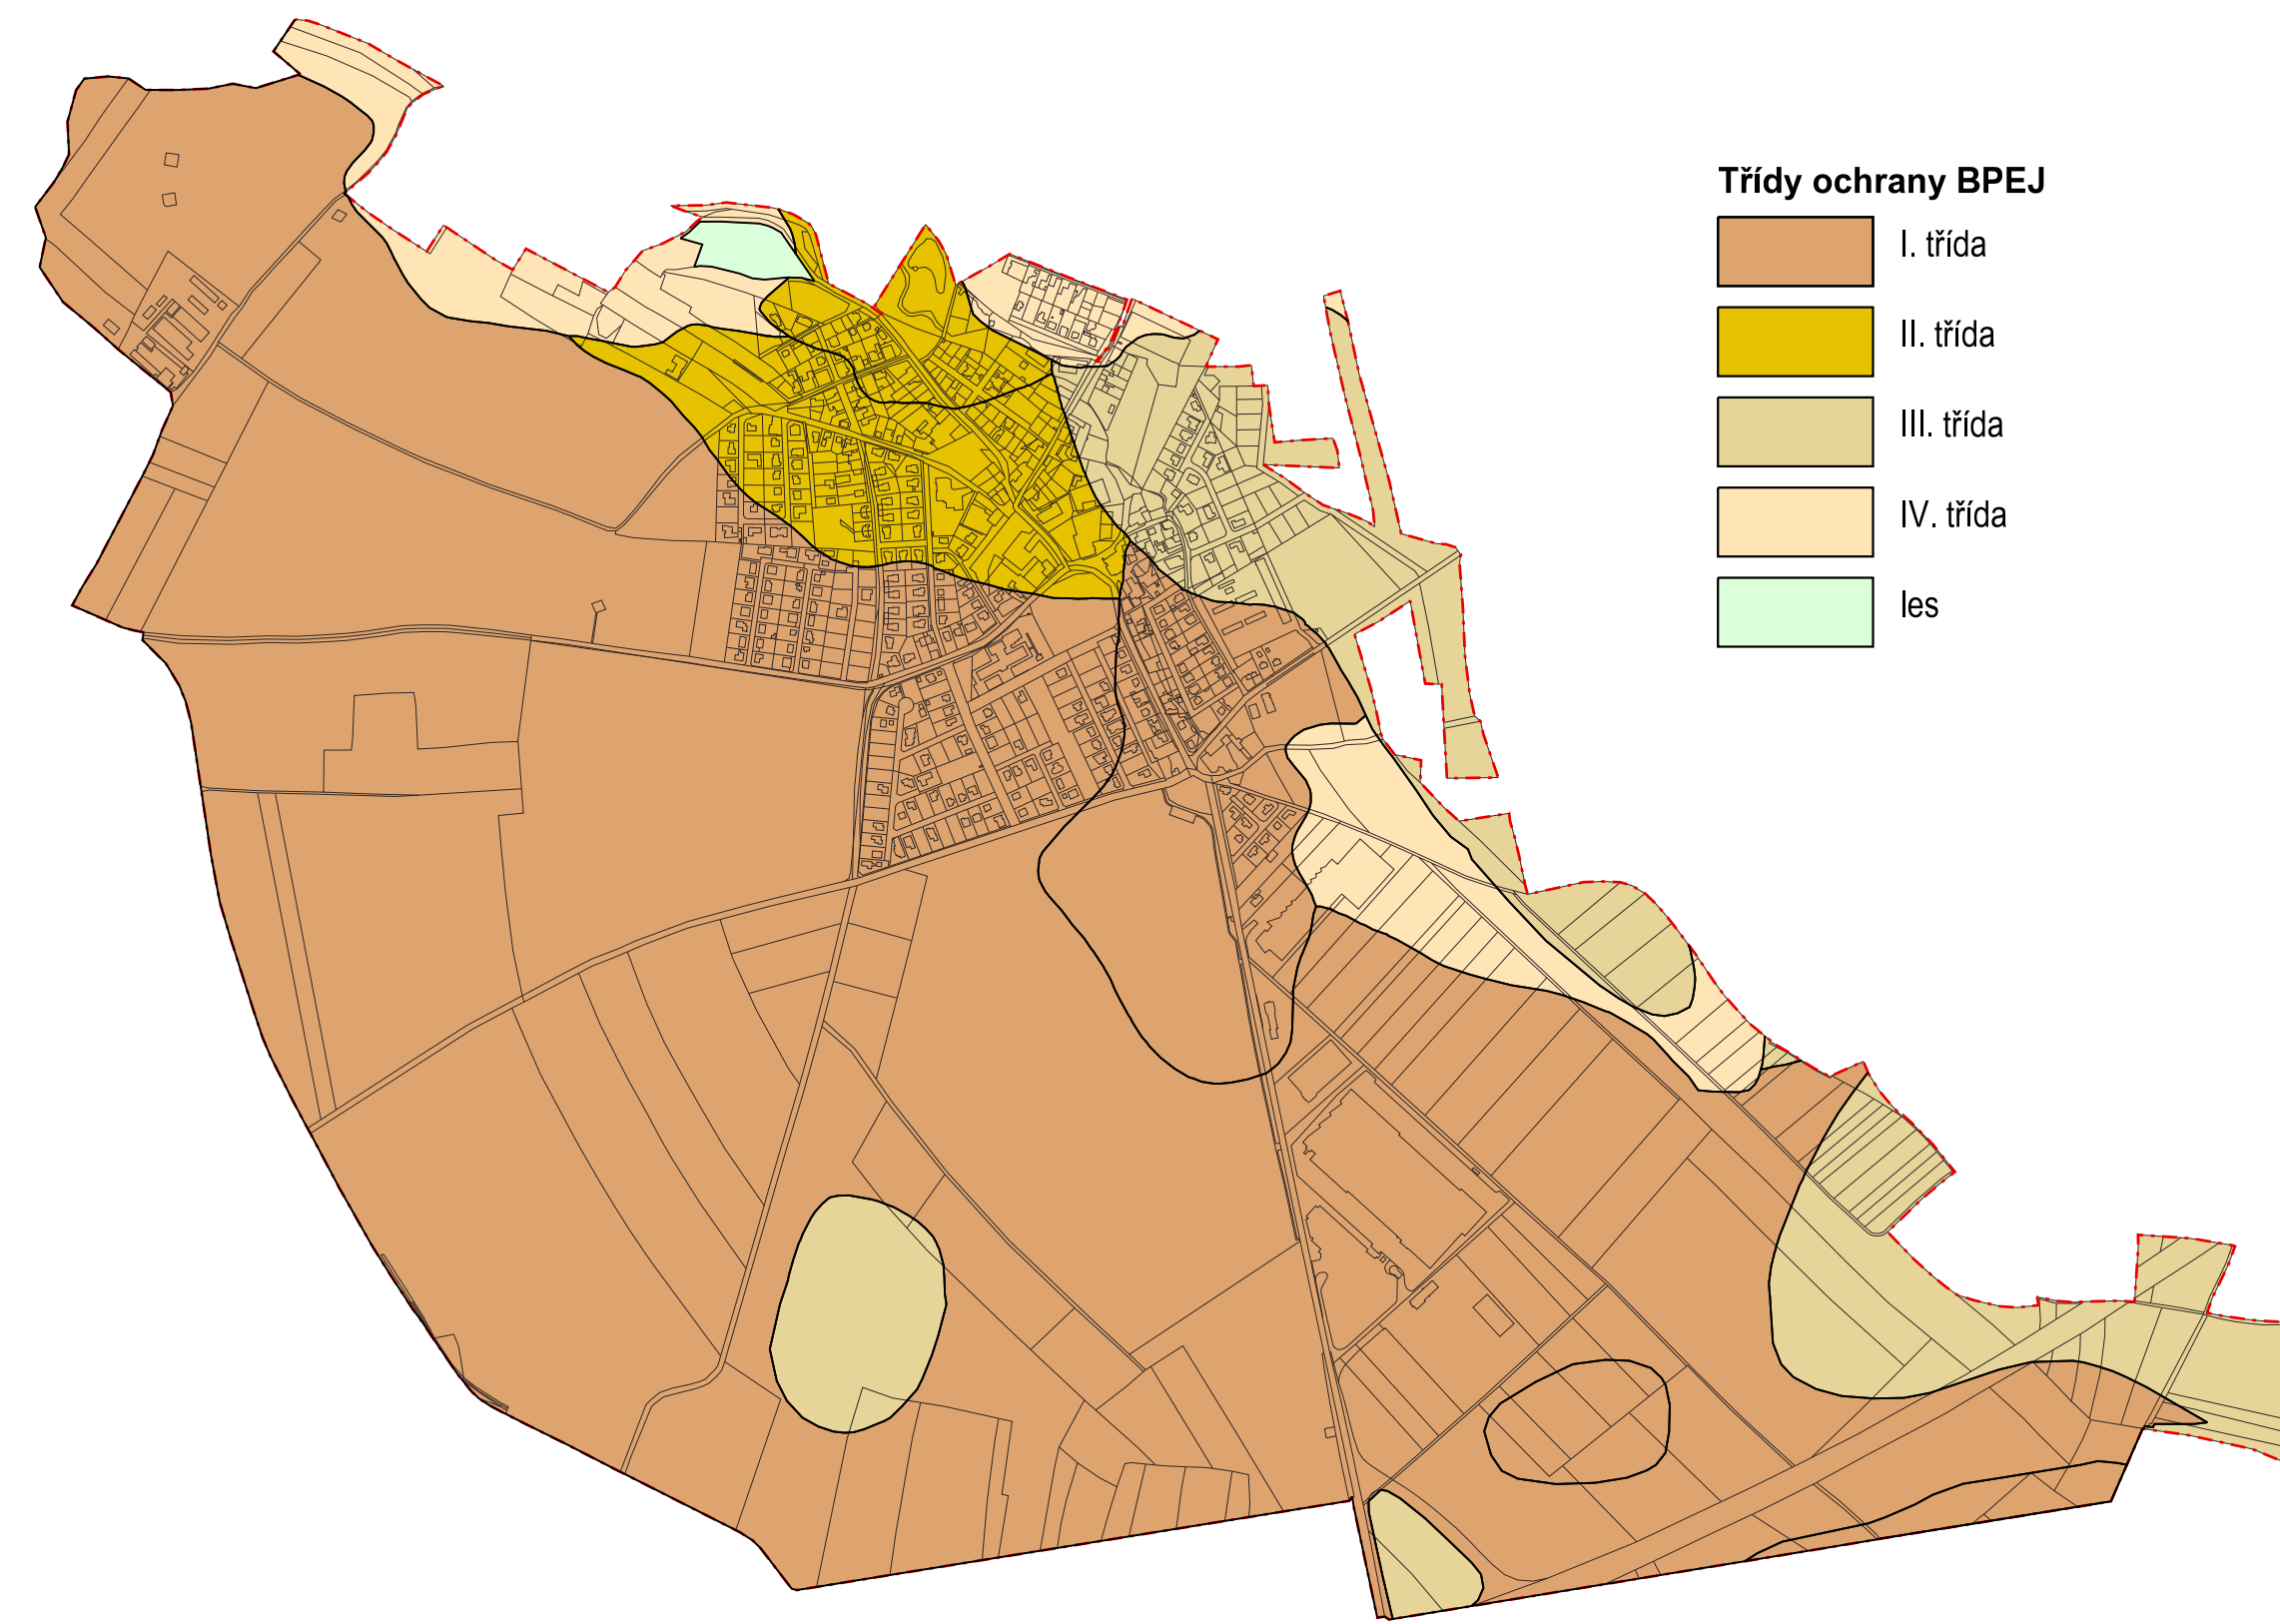 Třídy ochrany BPEJ
I. třída
II. třída
III. třída
IV. třída
les